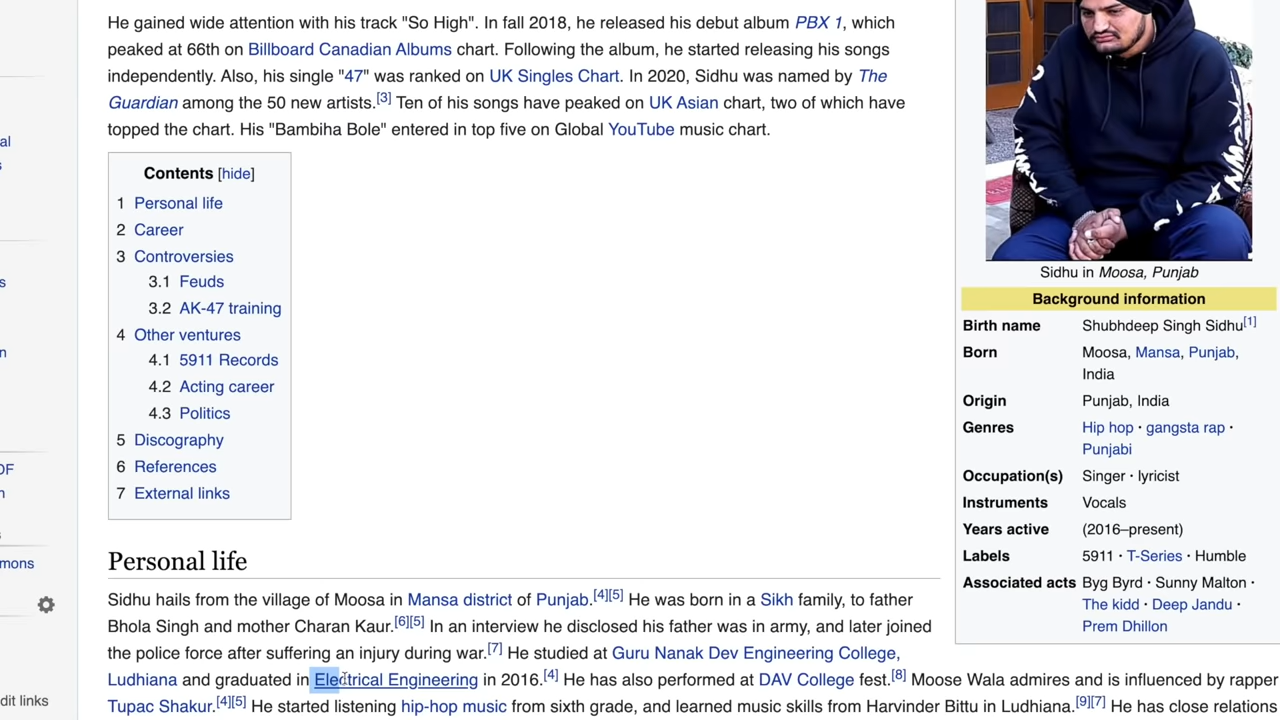 He gained wide attention with his track "So High". In fall 2018, he released his debut album PBX 1, which
peaked at 66th on Billboard Canadian Albums chart. Following the album, he started releasing his songs
independently. Also, his single "47" was ranked on UK Singles Chart. In 2020, Sidhu was named by The
Guardian among the 50 new artists.[3] Ten of his songs have peaked on UK Asian chart, two of which have
topped the chart. His "Bambiha Bole" entered in top five on Global YouTube music chart.
Contents [hide]
1 Personal life
2 Career
3 Controversies
3.1 Feuds
3.2 AK-47 training
4 Other ventures
4.1 5911 Records
4.2 Acting career
4.3 Politics
5 Discography
6 References
7 External links
Personal life
Sidhu hails from the village of Moosa in Mansa district of Punjab.[4][5] He was born in a Sikh family, to father
Bhola Singh and mother Charan Kaur.[6][5] In an interview he disclosed his father was in army, and later joined
the police force after suffering an injury during war.[7] He studied at Guru Nanak Dev Engineering College,
Ludhiana and graduated in Electrical Engineering in 2016.[4] He has also performed at DAV College fest.[8] Moose Wala admires and is influenced by rapper
Tupac Shakur.[4][5] He started listening hip-hop music from sixth grade, and learned music skills from Harvinder Bittu in Ludhiana.[9][7] He has close relations
Sidhu in Moosa, Punjab
Background information
Birth name Shubhdeep Singh Sidhu[1]
Born Moosa, Mansa, Punjab,
India
Origin Punjab, India
Genres Hip hop · gangsta rap ·
Punjabi
Occupation(s) Singer · lyricist
Instruments Vocals
Years active (2016–present)
Labels 5911 · T-Series · Humble
Associated acts Byg Byrd · Sunny Malton ·
The kidd · Deep Jandu ·
Prem Dhillon
al
s
s
n
OF
n
mons
dit links